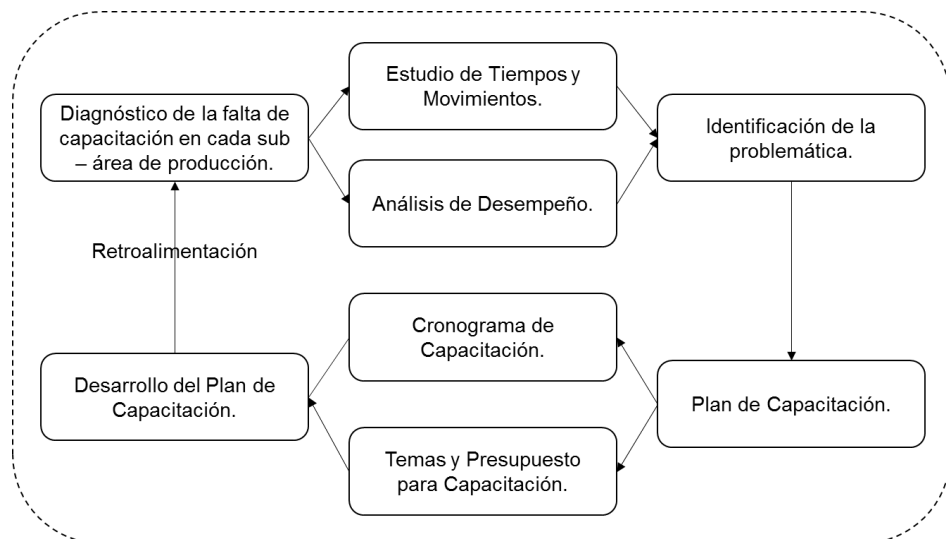 Diagnóstico de la falta de
capacitación en cada sub
– área de producción.
Estudio de Tiempos y
Movimientos.
Análisis de Desempeño.
Identificación de la
problemática.
Retroalimentación
Desarrollo del Plan de
Capacitación.
Cronograma de
Capacitación.
Temas y Presupuesto
para Capacitación.
Plan de Capacitación.